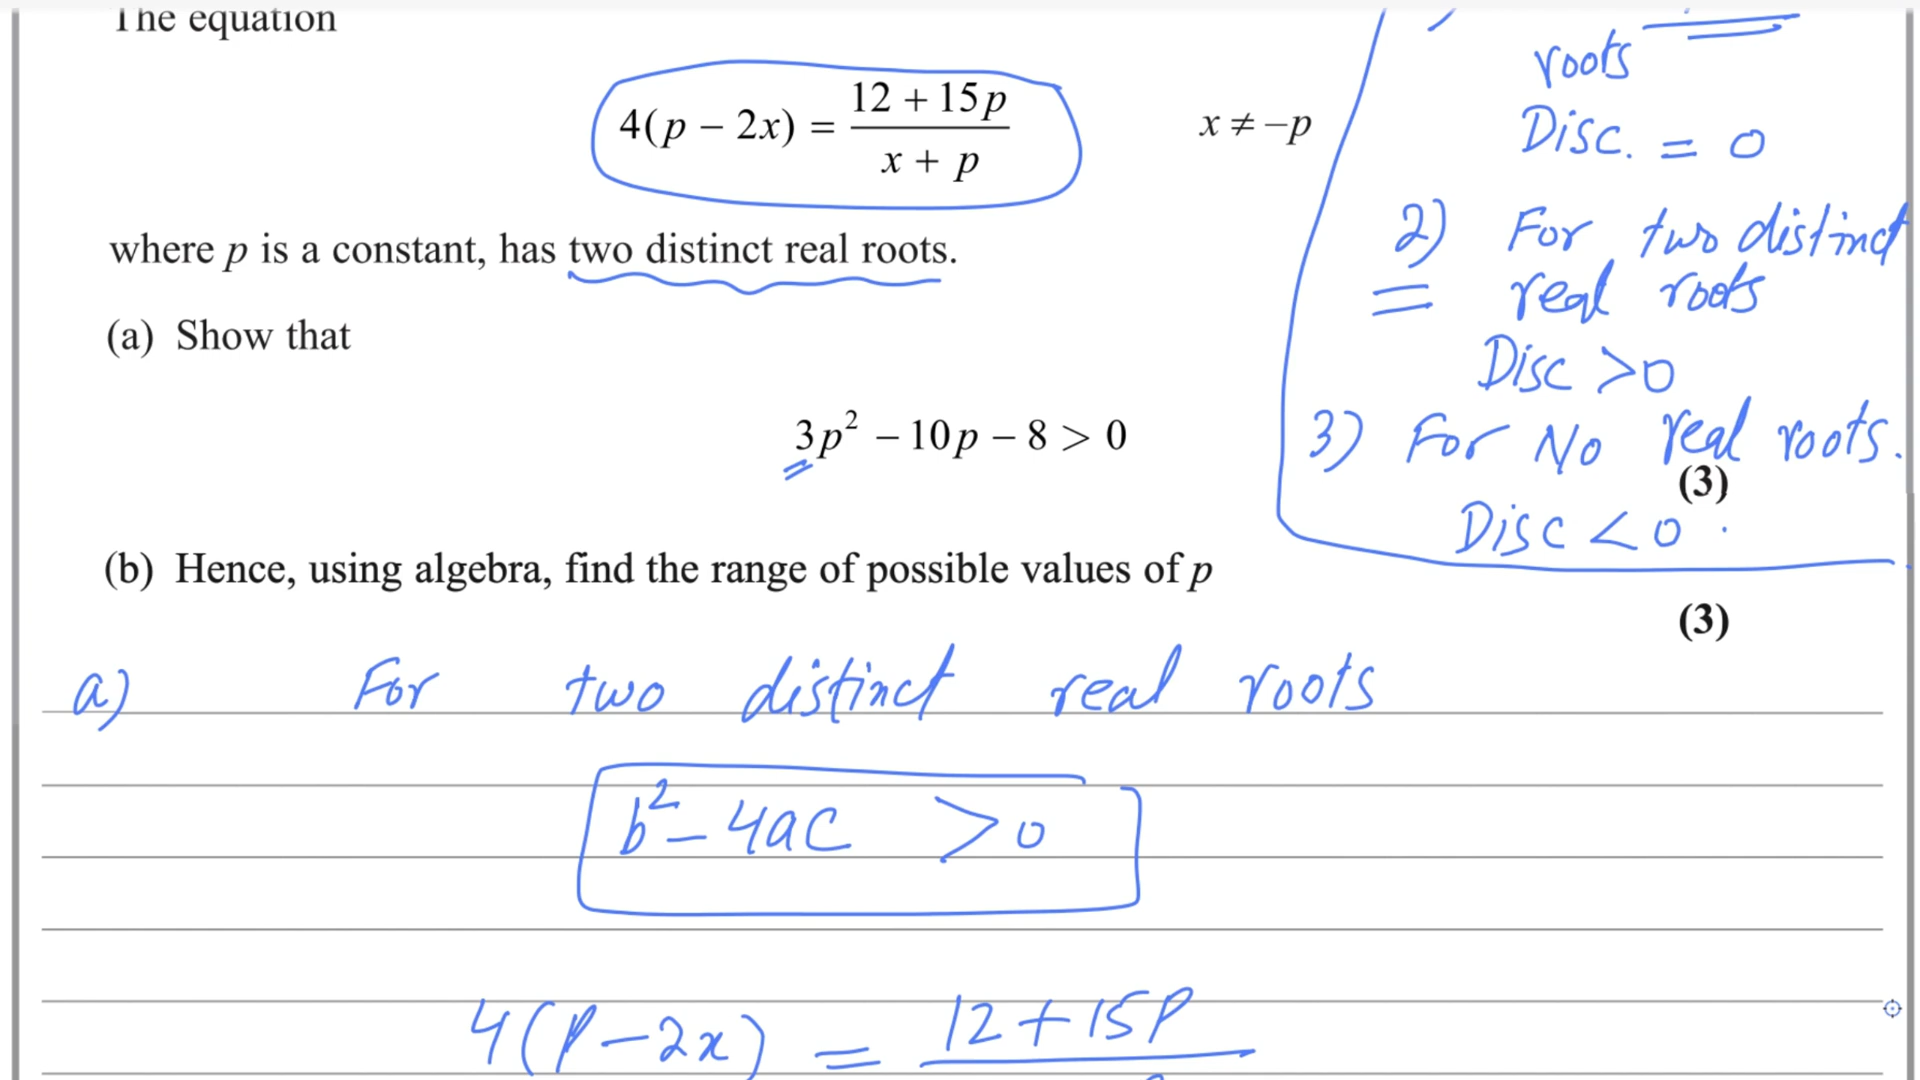 The equation
4(p − 2x) = (12 + 15p)/(x + p)    x ≠ −p
where p is a constant, has two distinct real roots.
(a) Show that
3p² − 10p − 8 > 0
(3)
(b) Hence, using algebra, find the range of possible values of p
(3)
roots
Disc. = 0
2) For two distinct
real roots
Disc > 0
3) For No real roots.
Disc < 0
a) For two distinct real roots
b² − 4ac > 0
4(p − 2x) = 12 + 15p